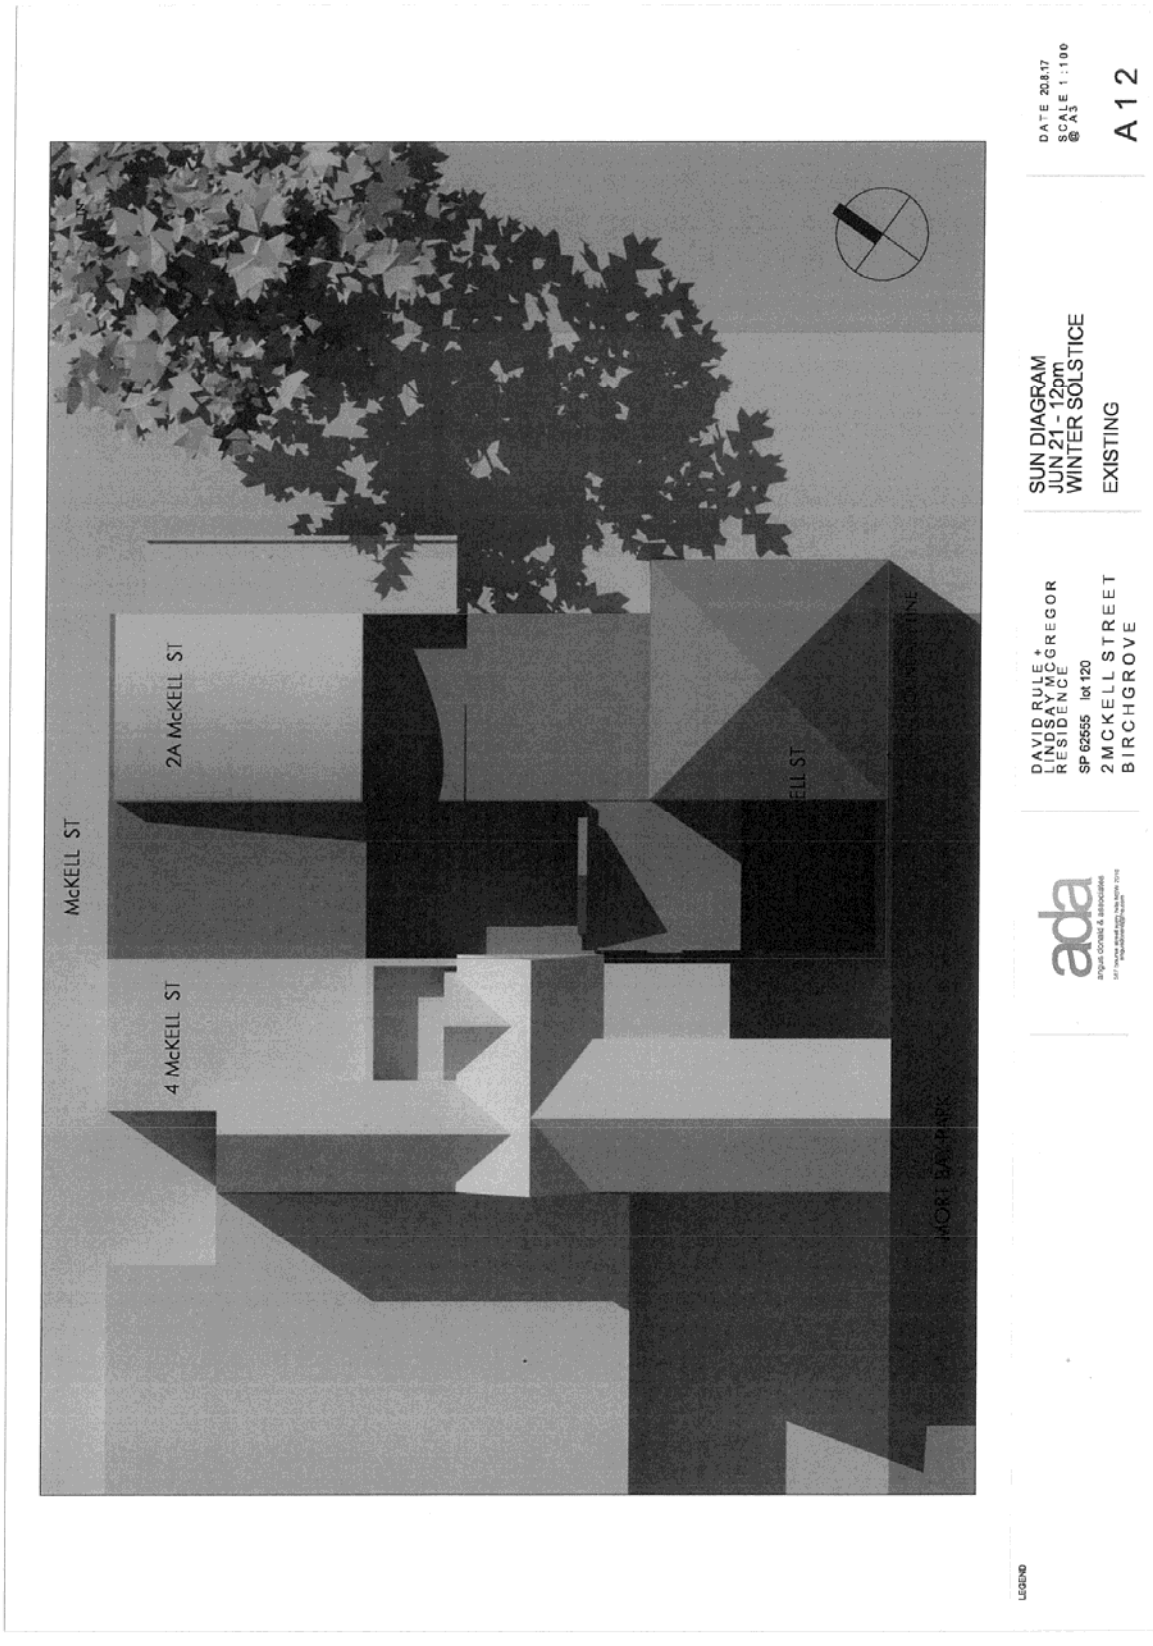 McKELL ST
2A McKELL ST
4 McKELL ST
ELL ST
MORT BAY PARK
LEGEND
ada
angus donald & associates
DAVID RULE +
LINDSAY MCGREGOR
RESIDENCE
SP 62555 lot 120
2 MCKELL STREET
BIRCHGROVE
SUN DIAGRAM
JUN 21 - 12pm
WINTER SOLSTICE
EXISTING
DATE 20.8.17
SCALE 1:100
@ A3
A12